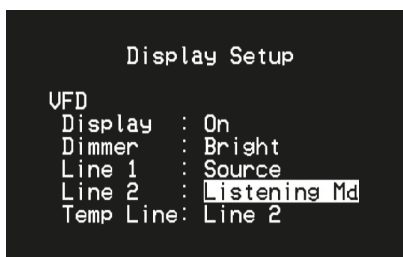 Display Setup
VFD
Display : On
Dimmer : Bright
Line 1 : Source
Line 2 : Listening Md
Temp Line: Line 2